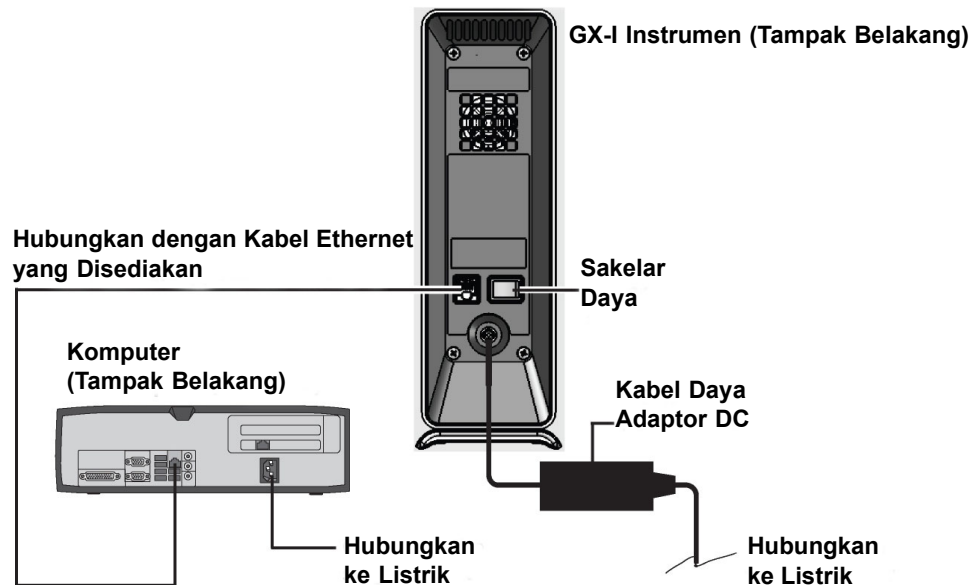 GX-I Instrumen (Tampak Belakang)
Hubungkan dengan Kabel Ethernet
yang Disediakan
Sakelar
Daya
Komputer
(Tampak Belakang)
Kabel Daya
Adaptor DC
Hubungkan
ke Listrik
Hubungkan
ke Listrik